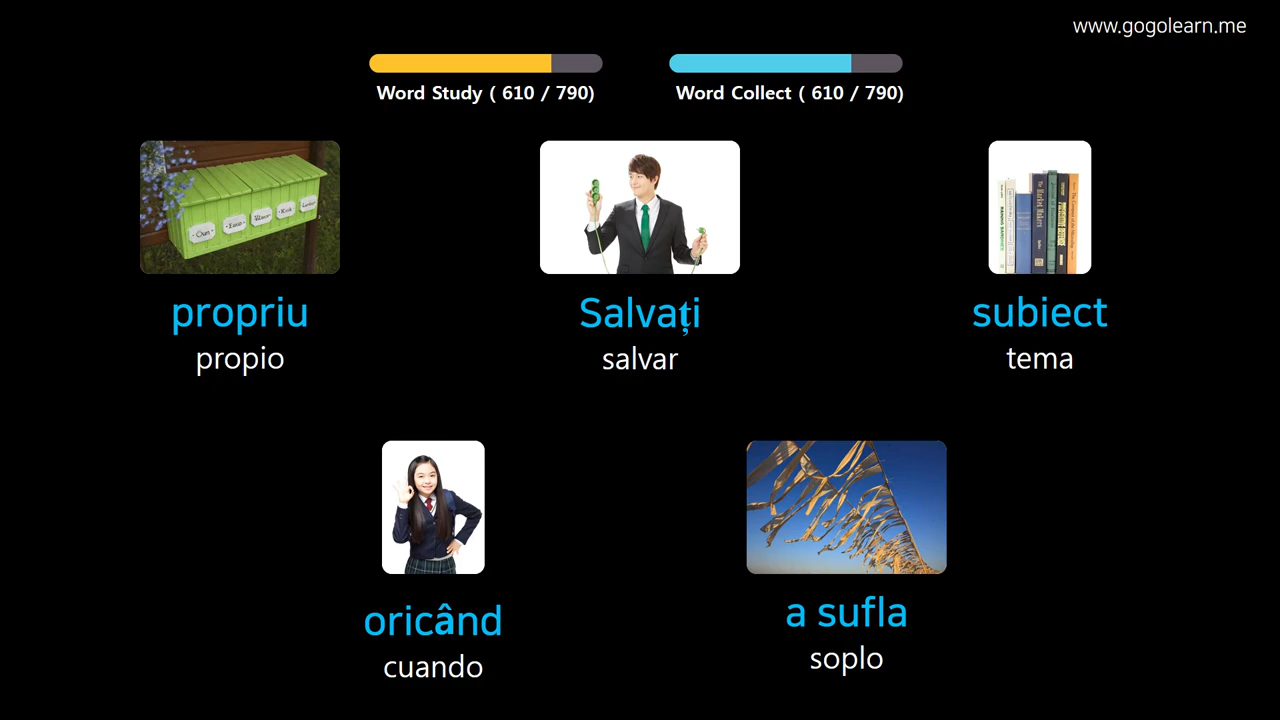 www.gogolearn.me
Word Study ( 610 / 790)
Word Collect ( 610 / 790)
propriu
propio
Salvați
salvar
subiect
tema
oricând
cuando
a sufla
soplo